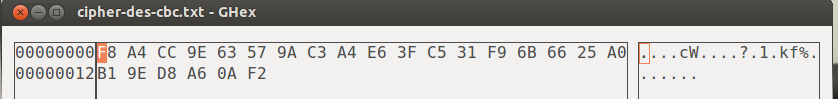 cipher-des-cbc.txt - GHex
00000000 F8 A4 CC 9E 63 57 9A C3 A4 E6 3F C5 31 F9 6B 66 25 A0 ....cW....?.1.kf%.
00000012 B1 9E D8 A6 0A F2 ......